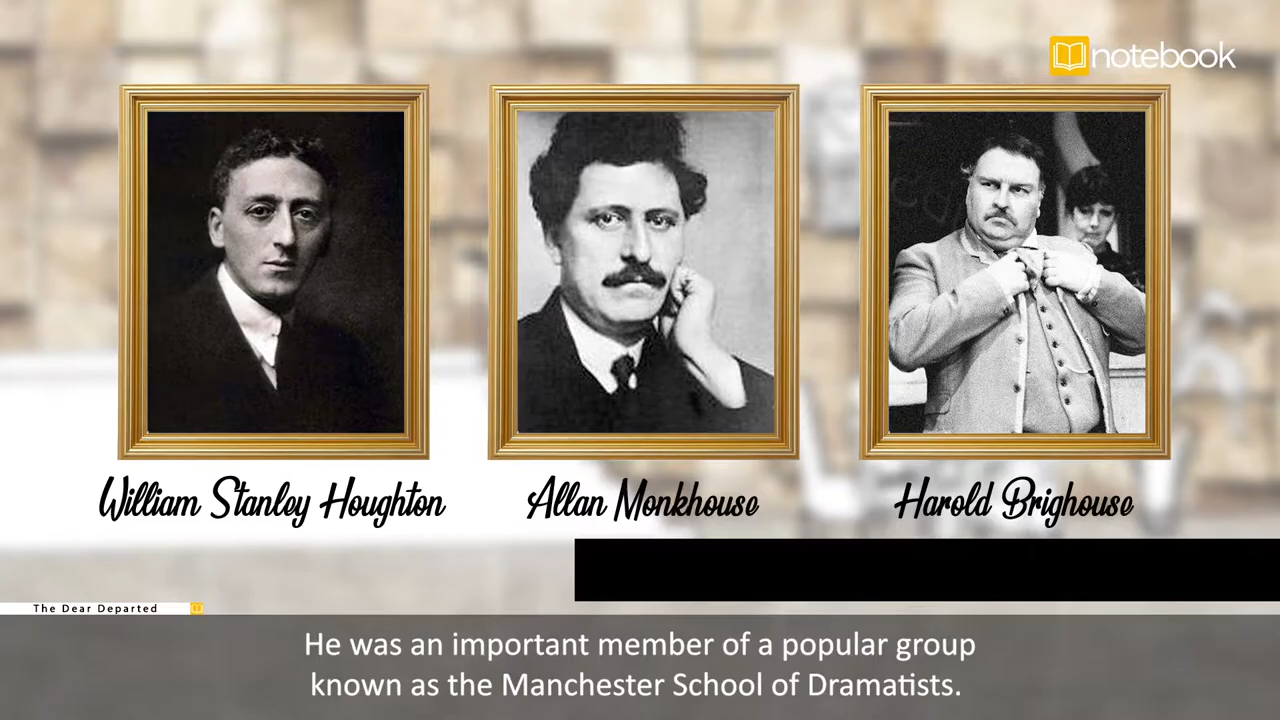 notebook
William Stanley Houghton
Allan Monkhouse
Harold Brighouse
The Dear Departed
He was an important member of a popular group
known as the Manchester School of Dramatists.